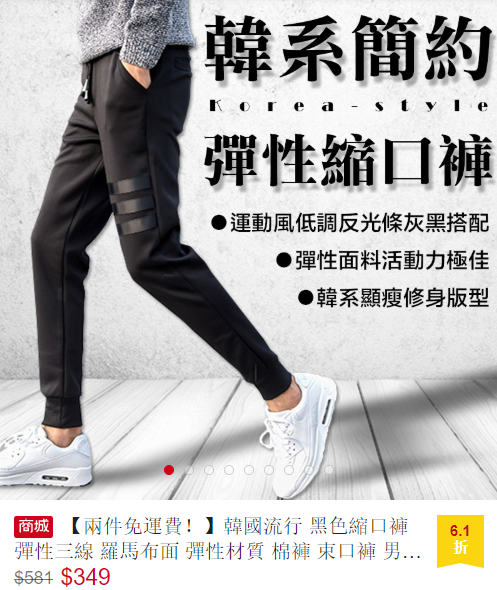 韓系簡約
Korea-style
彈性縮口褲
●運動風低調反光條灰黑搭配
●彈性面料活動力極佳
●韓系顯瘦修身版型
商城 【兩件免運費！】韓國流行 黑色縮口褲
彈性三線 羅馬布面 彈性材質 棉褲 束口褲 男...
6.1
折
$581 $349